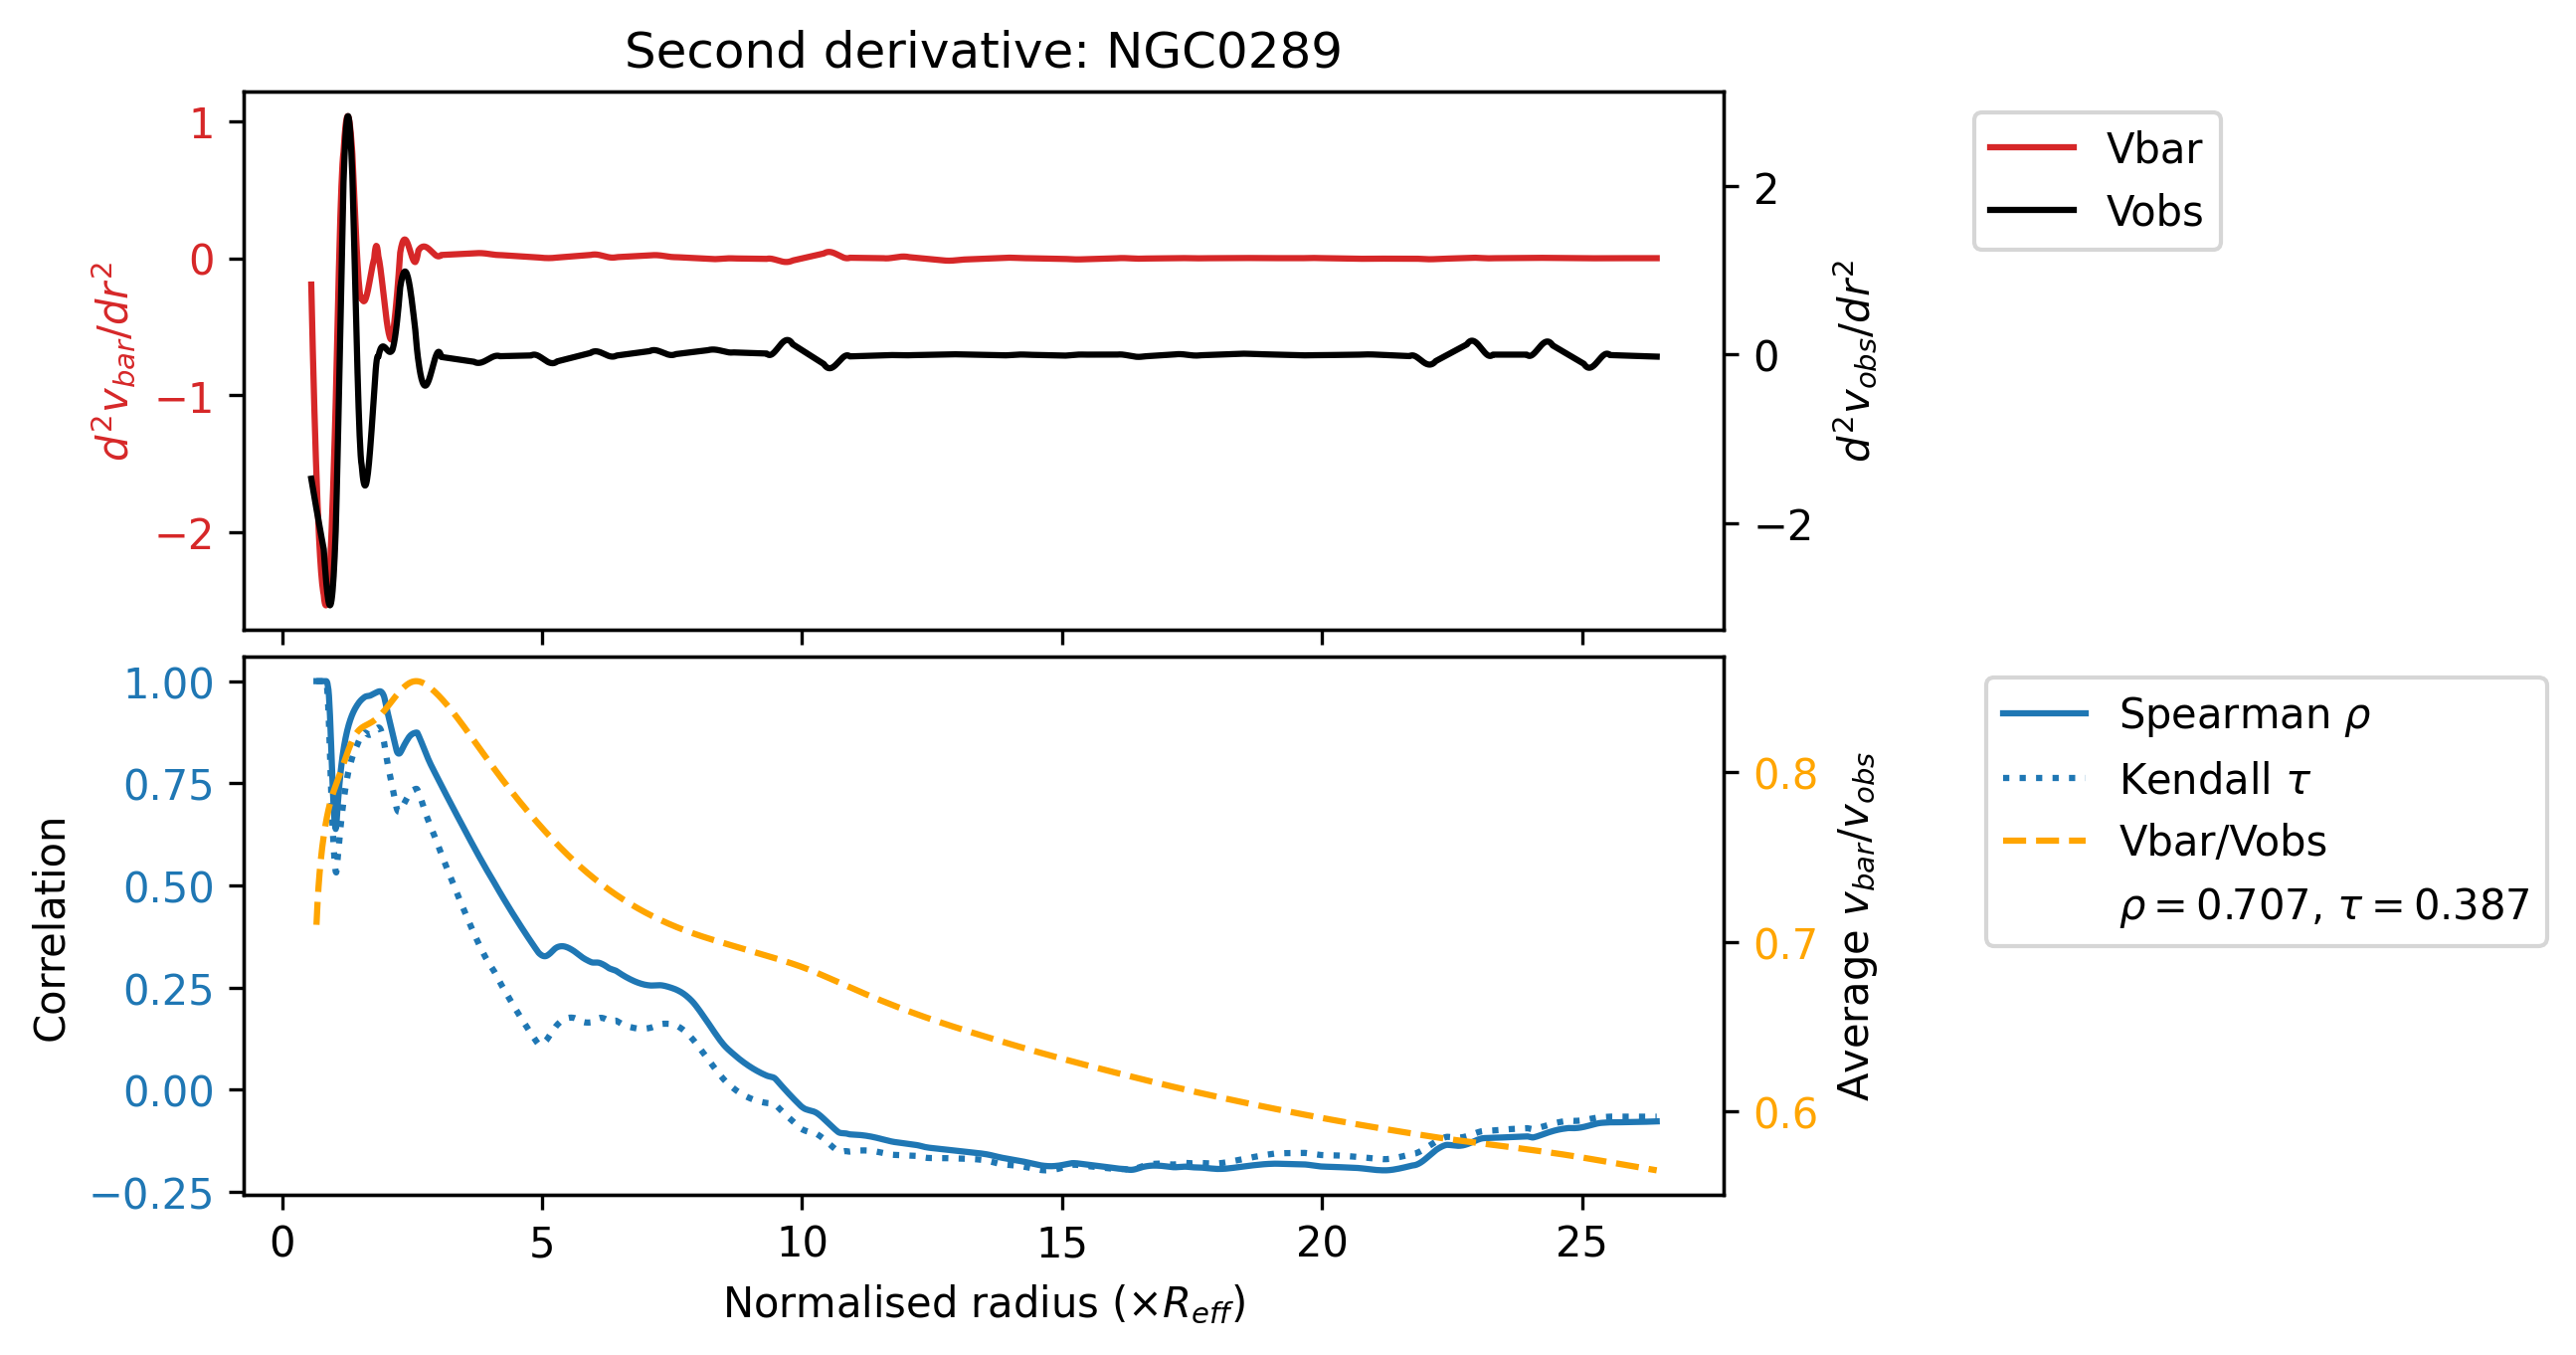 Second derivative: NGC0289
1
0
−1
−2
d²v_bar/dr²
2
0
−2
d²v_obs/dr²
Vbar
Vobs
1.00
0.75
0.50
0.25
0.00
−0.25
Correlation
0.8
0.7
0.6
Average v_bar/v_obs
Spearman ρ
Kendall τ
Vbar/Vobs
ρ = 0.707, τ = 0.387
0 5 10 15 20 25
Normalised radius (×R_eff)